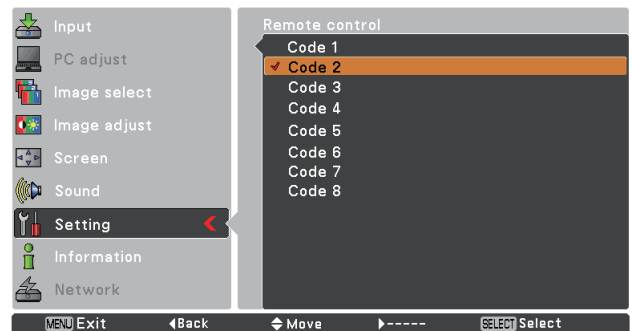 Input
PC adjust
Image select
Image adjust
Screen
Sound
Setting
Information
Network
Remote control
Code 1
Code 2
Code 3
Code 4
Code 5
Code 6
Code 7
Code 8
MENU Exit ◀Back Move ▶----- SELECT Select